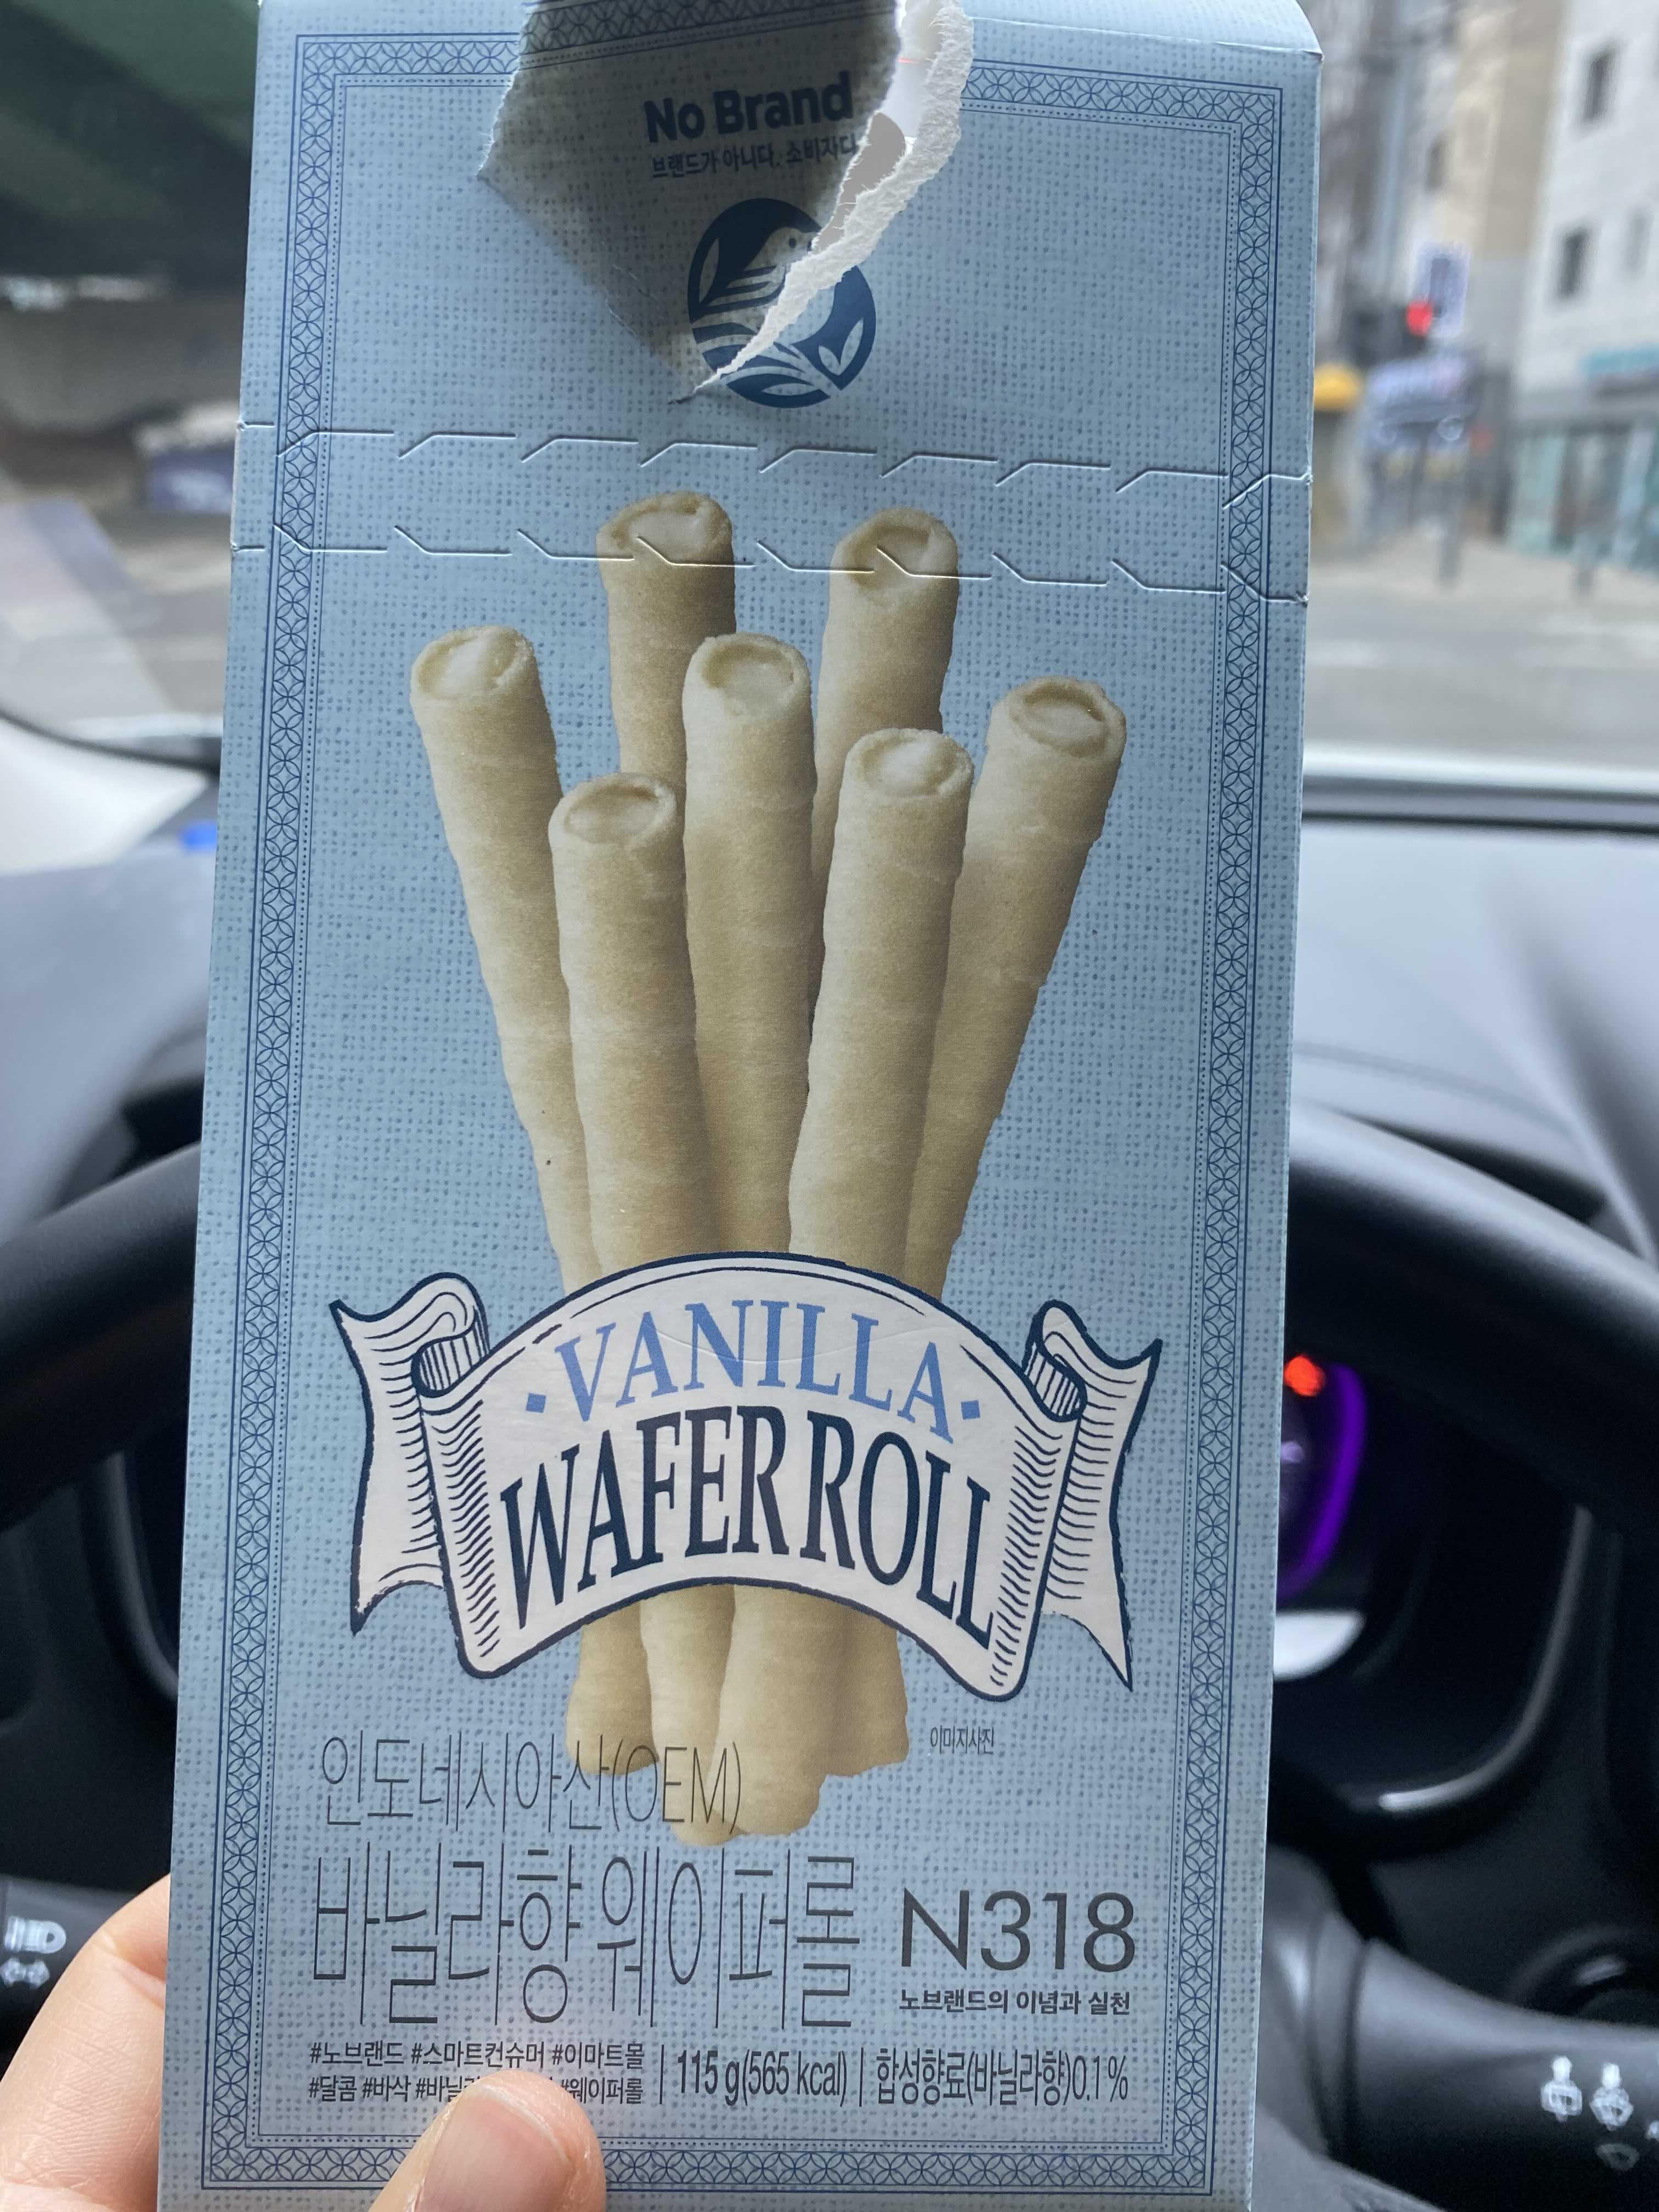 No Brand
브랜드가 아니다. 소비자다
·VANILLA·
WAFER ROLL
이미지사진
인도네시아산(OEM)
바닐라향 웨이퍼롤
N318
노브랜드의 이념과 실천
#노브랜드 #스마트컨슈머 #이마트몰
#달콤 #바삭 #웨이퍼롤
115 g(565 kcal)
합성향료(바닐라향)0.1%